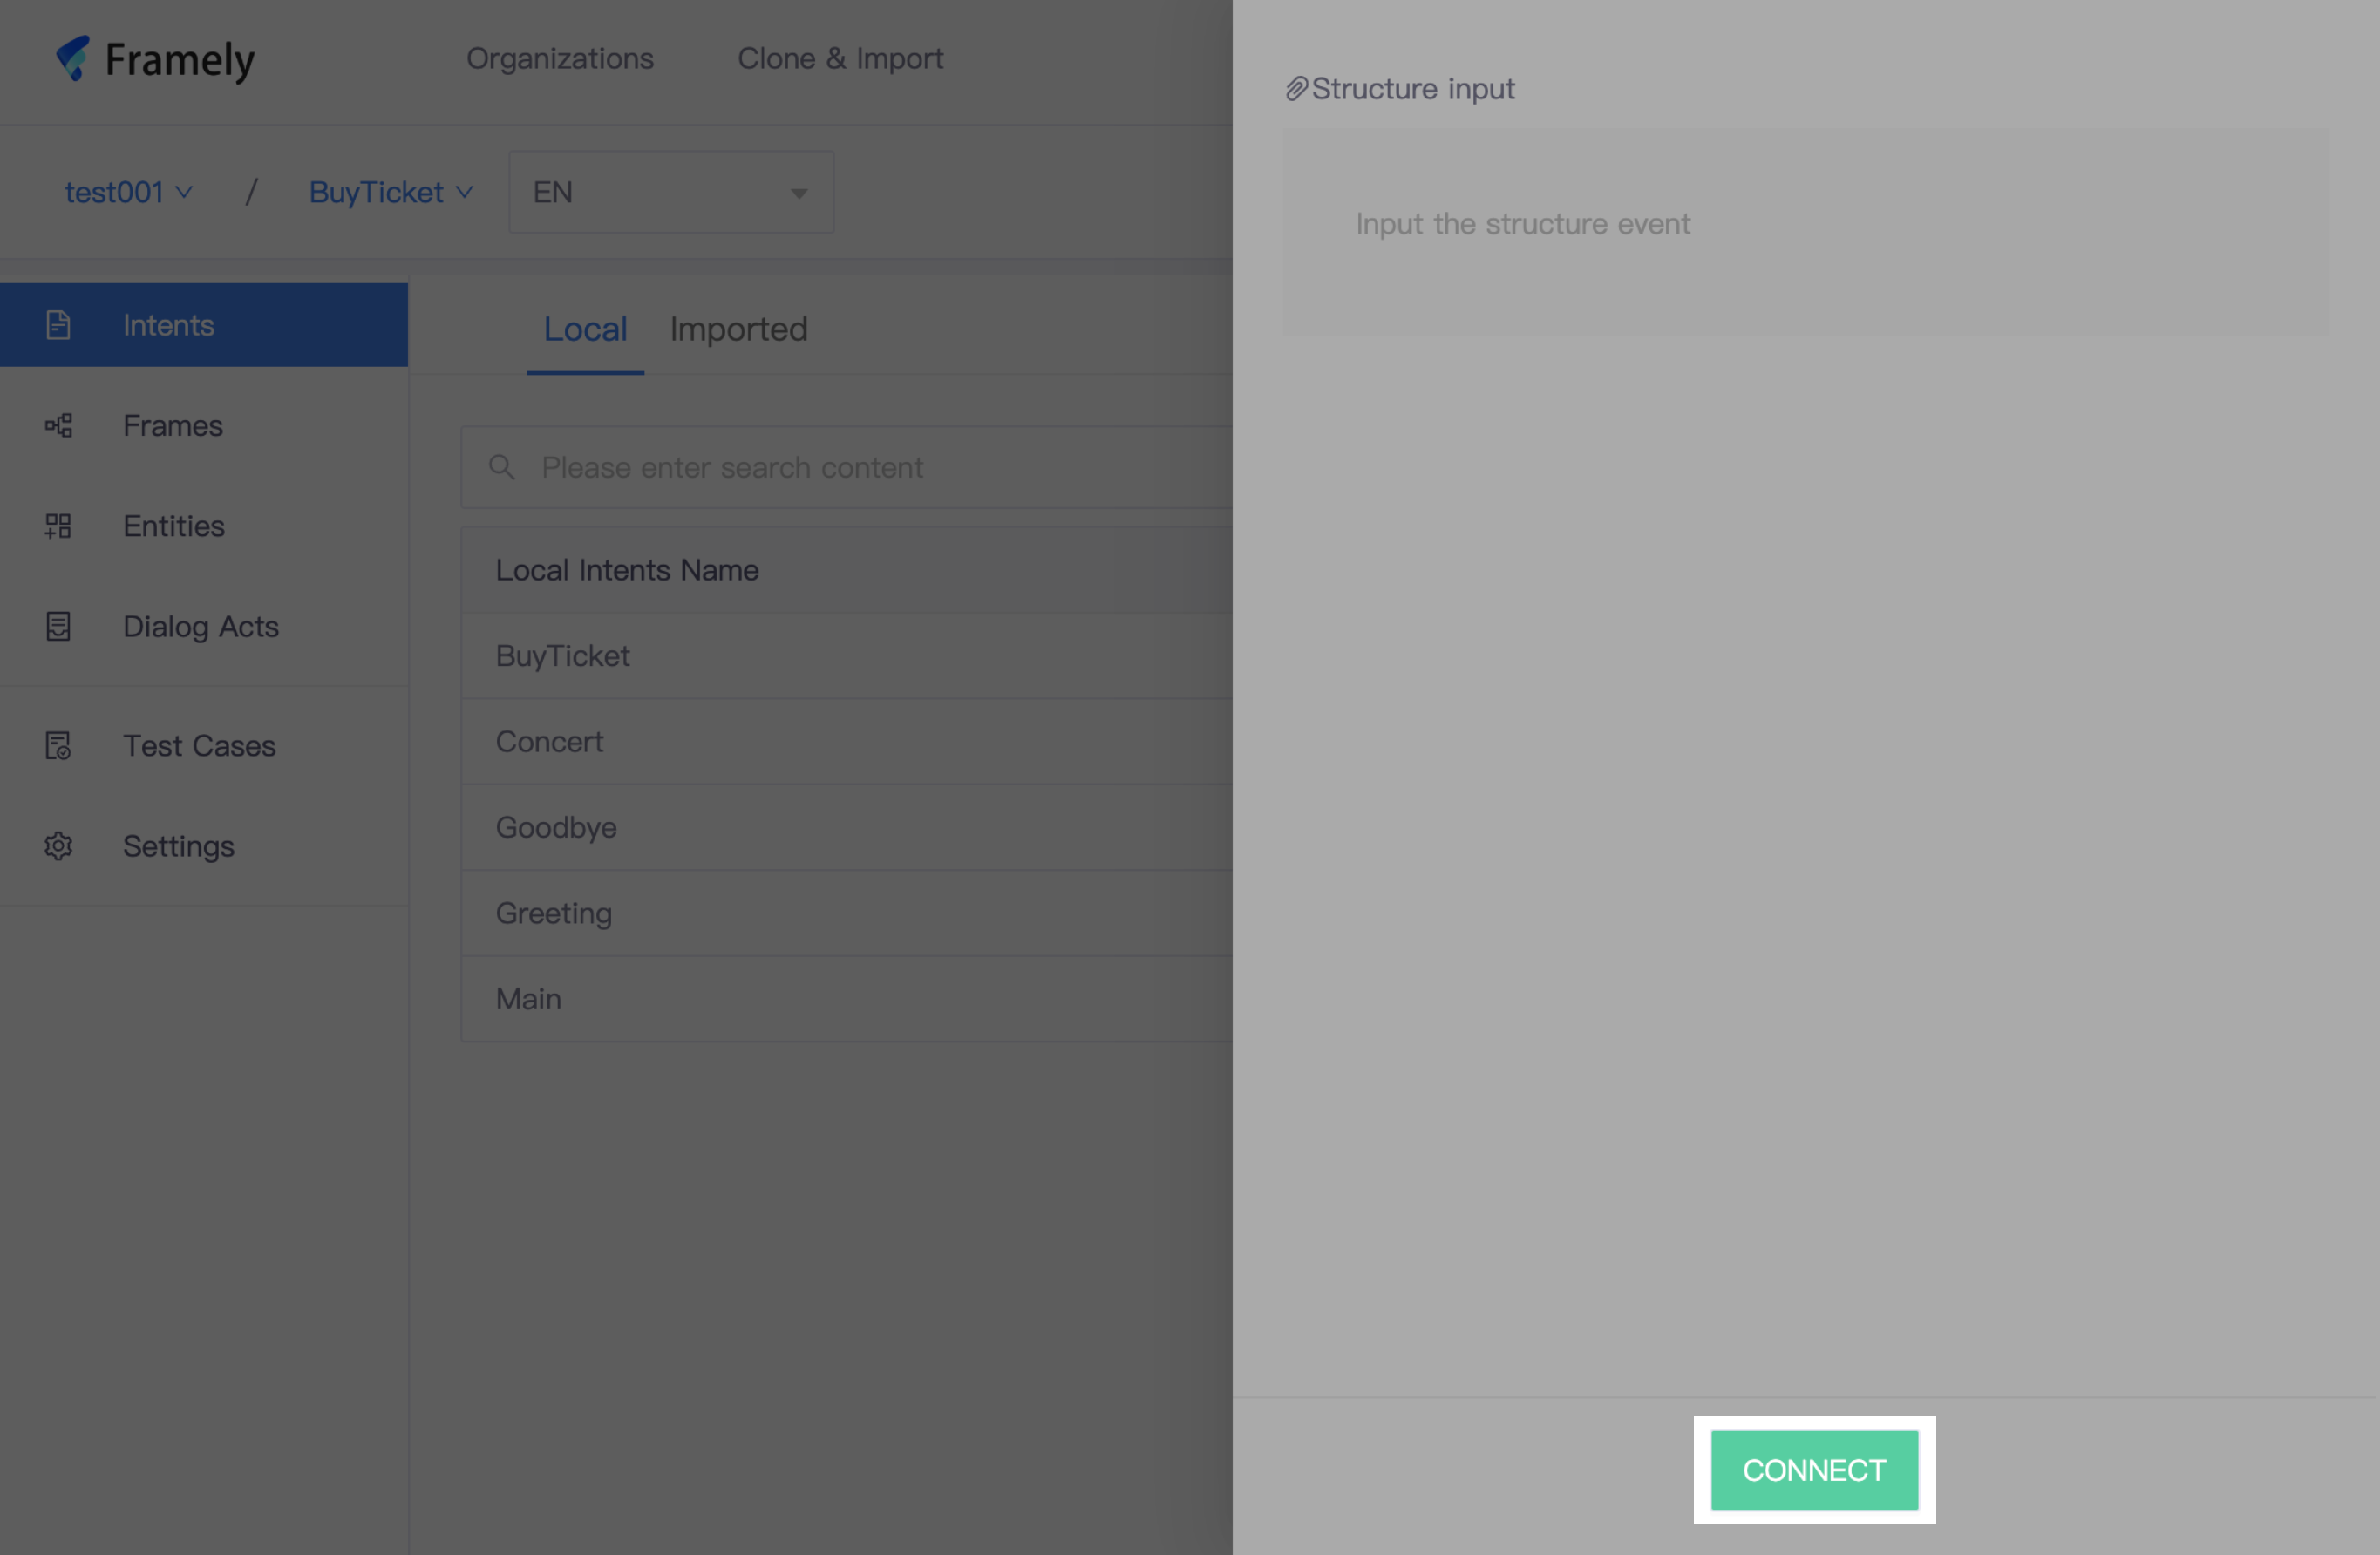 Framely
Organizations
Clone & Import
test001
/
BuyTicket
EN
Intents
Frames
Entities
Dialog Acts
Test Cases
Settings
Local
Imported
Please enter search content
Local Intents Name
BuyTicket
Concert
Goodbye
Greeting
Main
Structure input
Input the structure event
CONNECT